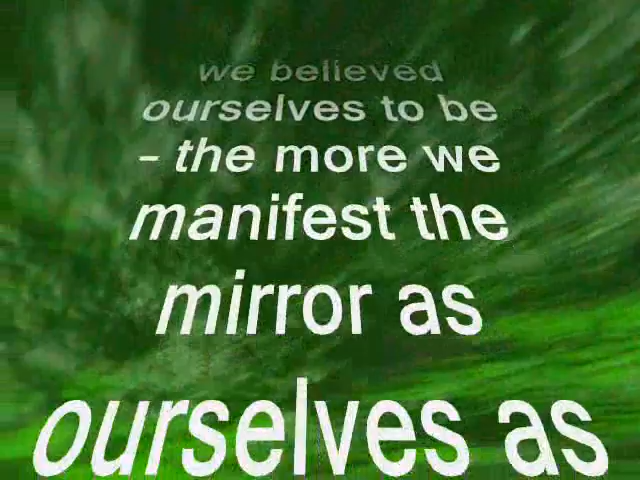 we believed
ourselves to be
- the more we
manifest the
mirror as
ourselves as